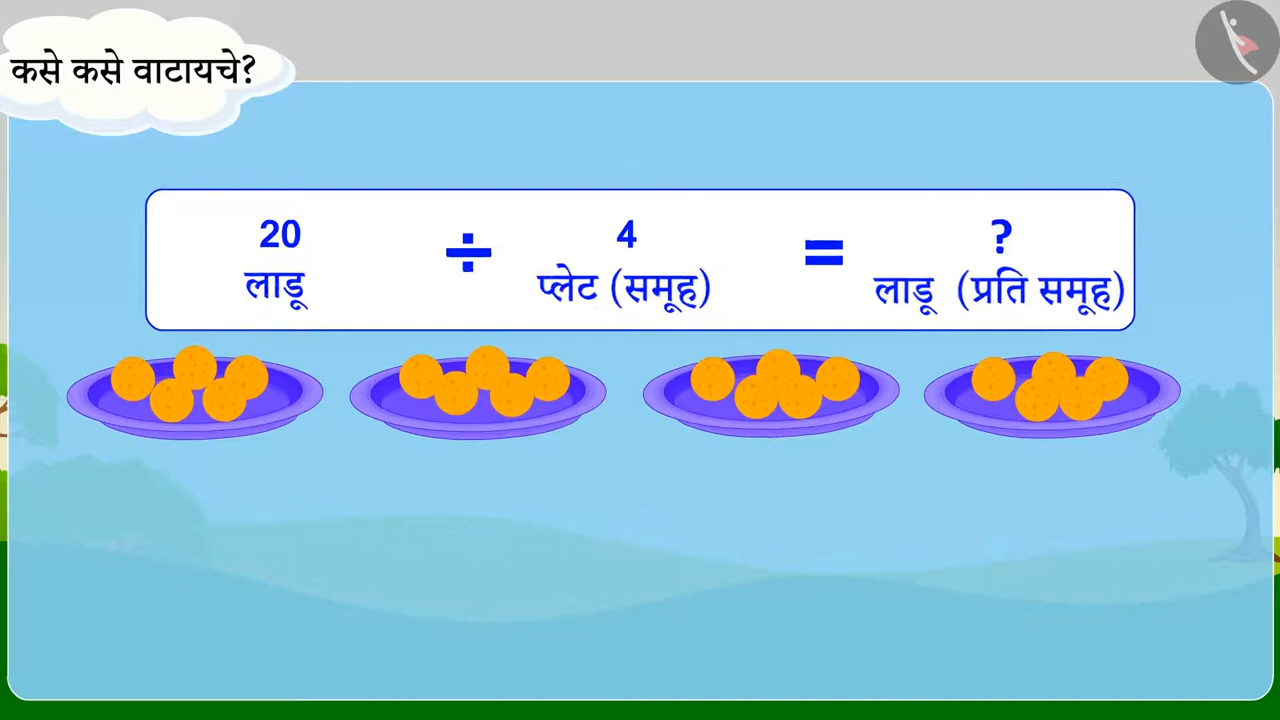 कसे कसे वाटायचे?
20 ÷ 4 = ?
लाडू प्लेट (समूह) लाडू (प्रति समूह)